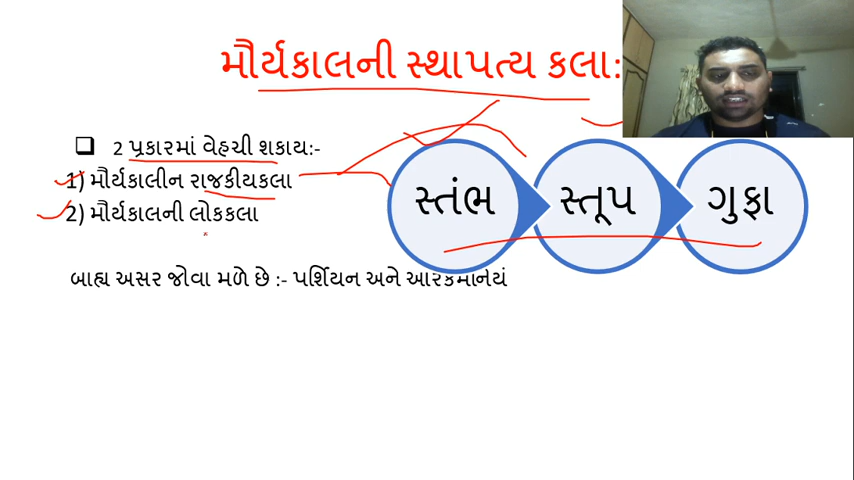 મૌર્યકાલની સ્થાપત્ય કલા:
❑ 2 પ્રકારમાં વેહચી શકાય:-
1) મૌર્યકાલીન રાજકીયકલા
2) મૌર્યકાલની લોકકલા
સ્તંભ
સ્તૂપ
ગુફા
બાહ્ય અસર જોવા મળે છે :- પર્શિયન અને